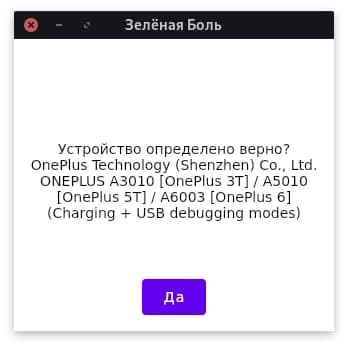 Зелёная Боль
Устройство определено верно?
OnePlus Technology (Shenzhen) Co., Ltd.
ONEPLUS A3010 [OnePlus 3T] / A5010
[OnePlus 5T] / A6003 [OnePlus 6]
(Charging + USB debugging modes)
Да